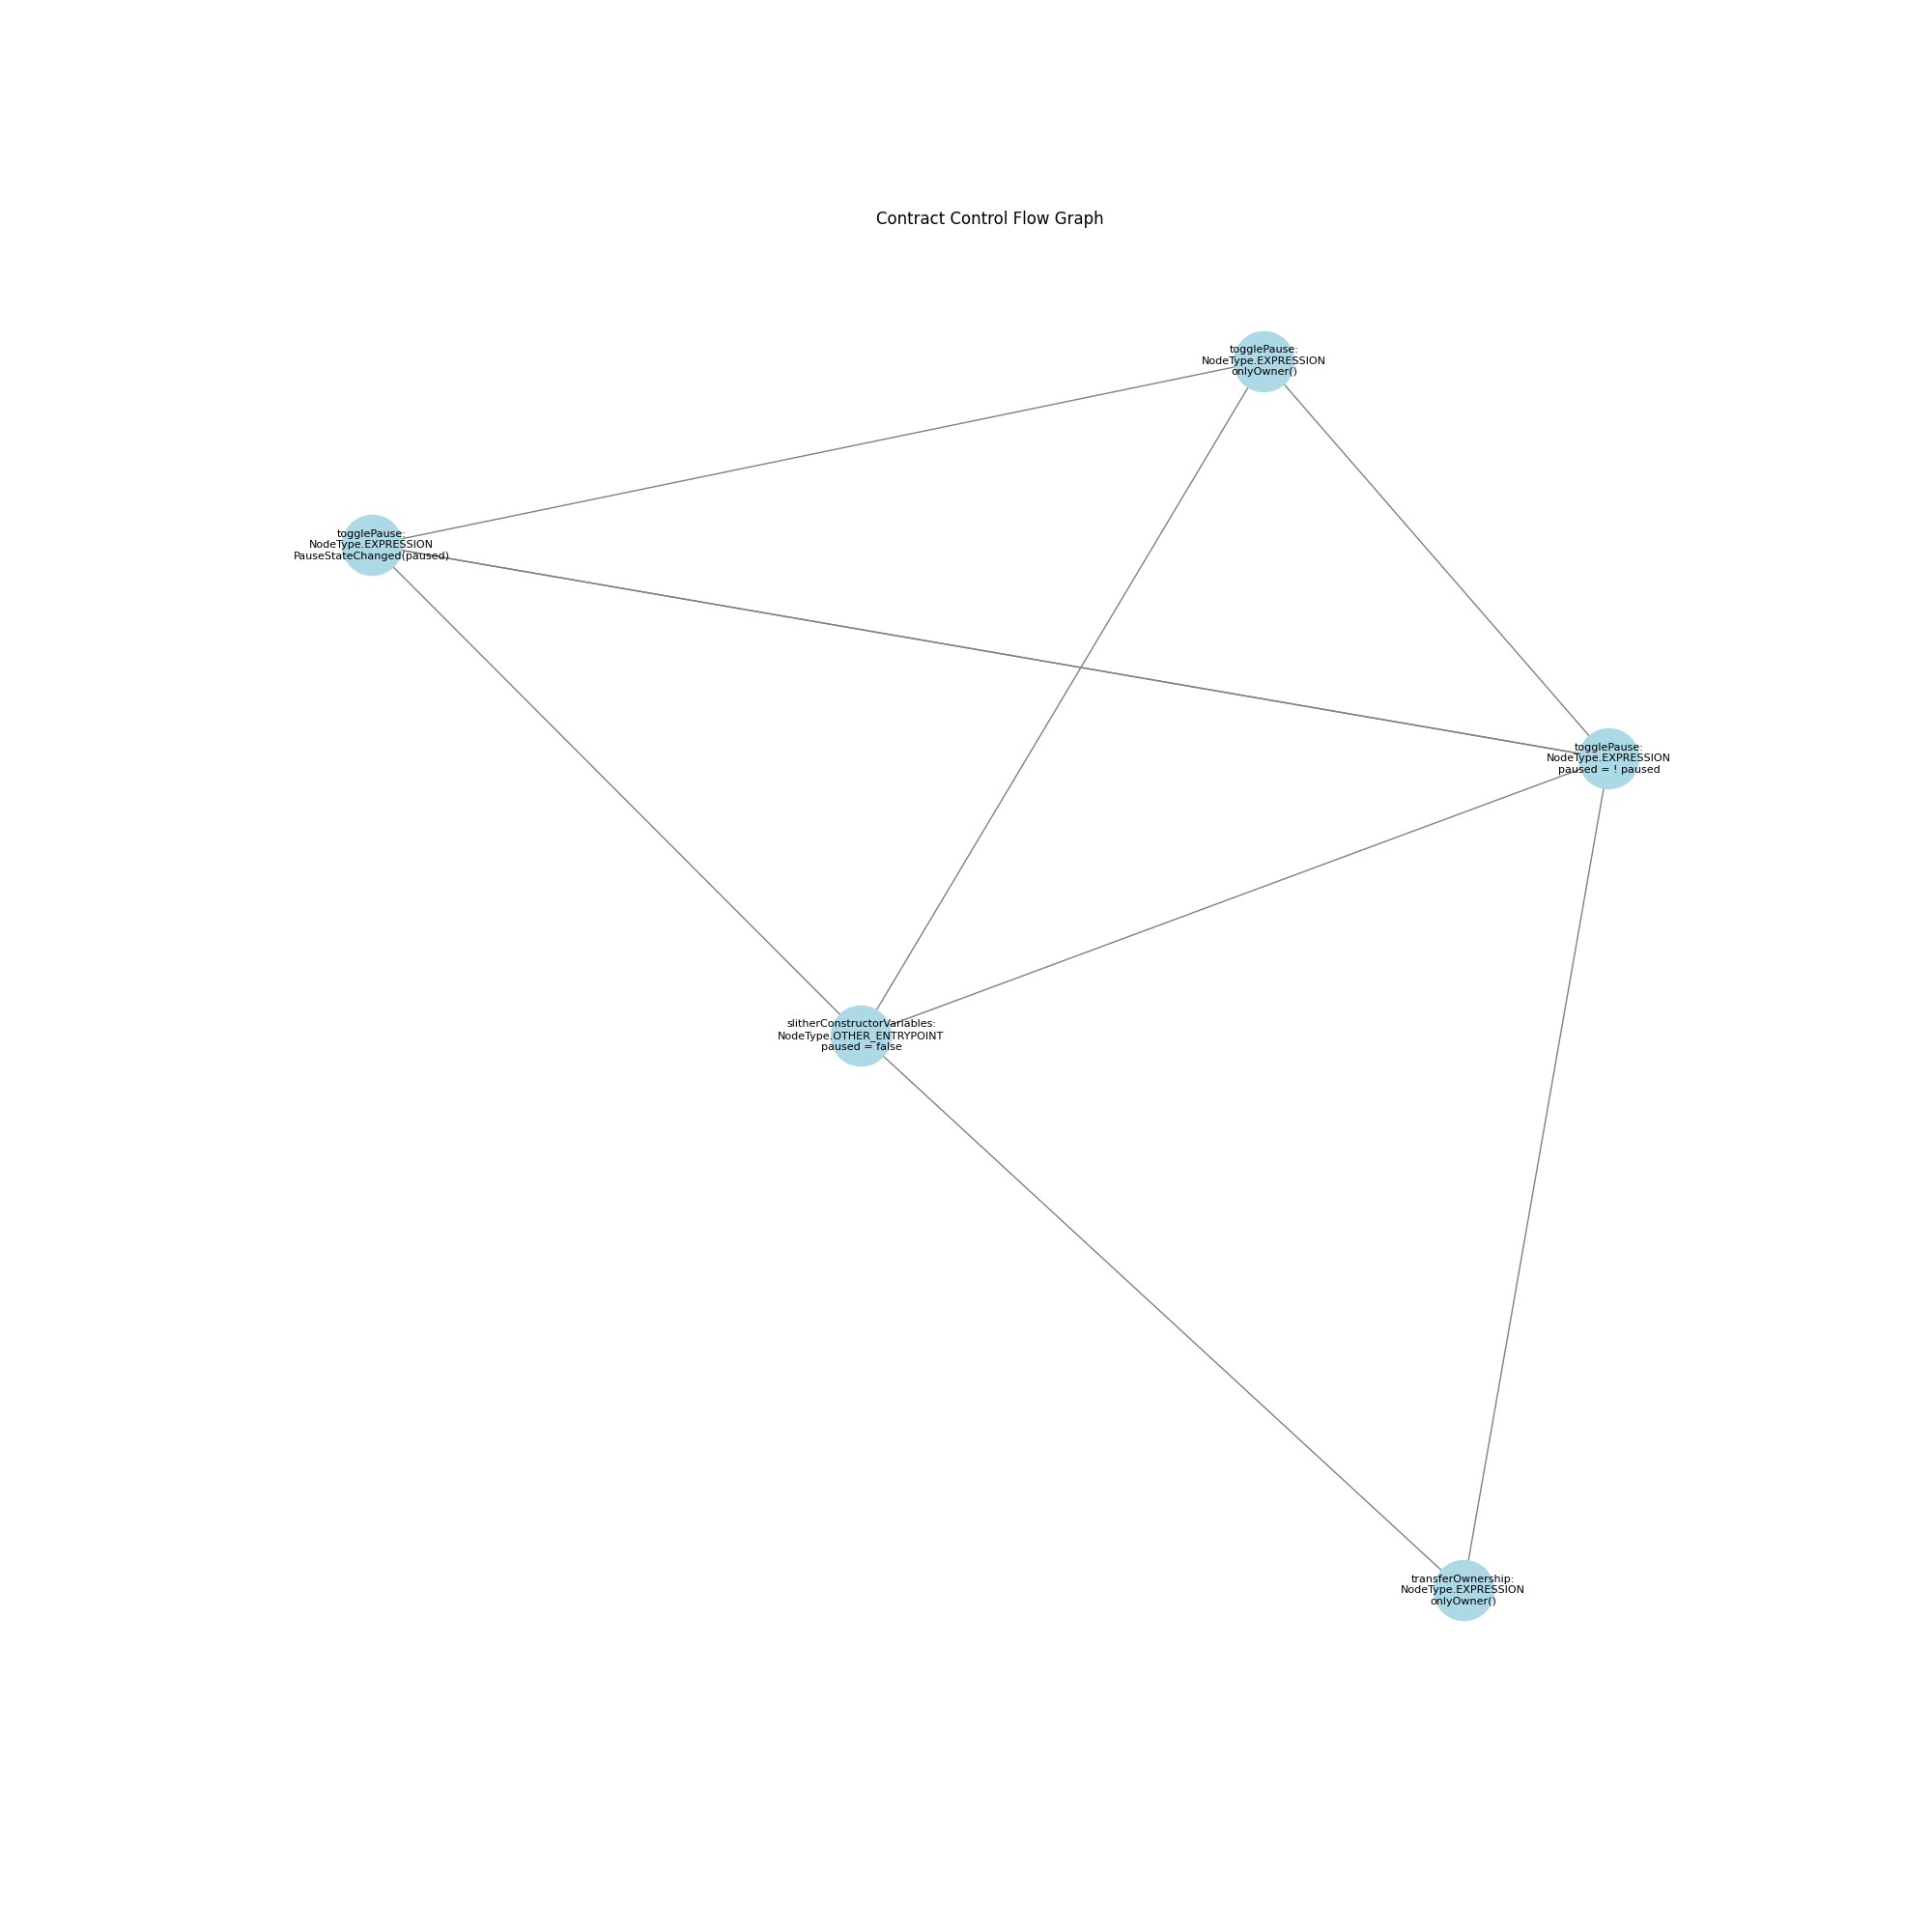 Contract Control Flow Graph
togglePause:
NodeType.EXPRESSION
onlyOwner()
togglePause:
NodeType.EXPRESSION
PauseStateChanged(paused)
togglePause:
NodeType.EXPRESSION
paused = ! paused
slitherConstructorVariables:
NodeType.OTHER_ENTRYPOINT
paused = false
transferOwnership:
NodeType.EXPRESSION
onlyOwner()